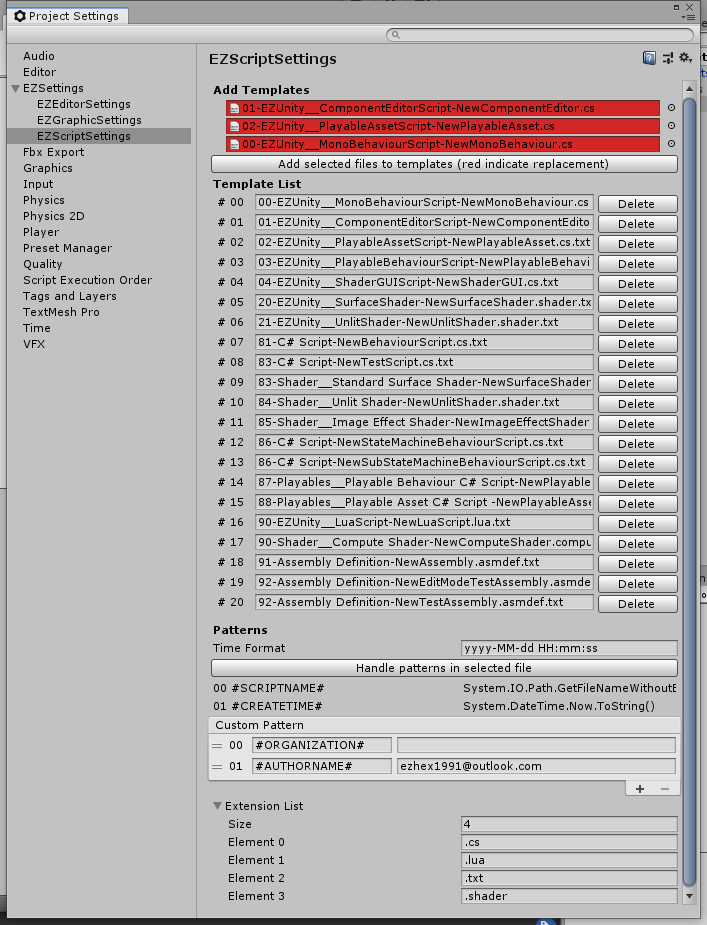 Project Settings
EZScriptSettings
Audio
Editor
EZSettings
EZEditorSettings
EZGraphicSettings
EZScriptSettings
Fbx Export
Graphics
Input
Physics
Physics 2D
Player
Preset Manager
Quality
Script Execution Order
Tags and Layers
TextMesh Pro
Time
VFX
Add Templates
01-EZUnity__ComponentEditorScript-NewComponentEditor.cs
02-EZUnity__PlayableAssetScript-NewPlayableAsset.cs
00-EZUnity__MonoBehaviourScript-NewMonoBehaviour.cs
Add selected files to templates (red indicate replacement)
Template List
# 00 00-EZUnity__MonoBehaviourScript-NewMonoBehaviour.cs Delete
# 01 01-EZUnity__ComponentEditorScript-NewComponentEdito Delete
# 02 02-EZUnity__PlayableAssetScript-NewPlayableAsset.cs.txt Delete
# 03 03-EZUnity__PlayableBehaviourScript-NewPlayableBehavi Delete
# 04 04-EZUnity__ShaderGUIScript-NewShaderGUI.cs.txt Delete
# 05 20-EZUnity__SurfaceShader-NewSurfaceShader.shader.tx Delete
# 06 21-EZUnity__UnlitShader-NewUnlitShader.shader.txt Delete
# 07 81-C# Script-NewBehaviourScript.cs.txt Delete
# 08 83-C# Script-NewTestScript.cs.txt Delete
# 09 83-Shader__Standard Surface Shader-NewSurfaceShader Delete
# 10 84-Shader__Unlit Shader-NewUnlitShader.shader.txt Delete
# 11 85-Shader__Image Effect Shader-NewImageEffectShader Delete
# 12 86-C# Script-NewStateMachineBehaviourScript.cs.txt Delete
# 13 86-C# Script-NewSubStateMachineBehaviourScript.cs.txt Delete
# 14 87-Playables__Playable Behaviour C# Script-NewPlayable Delete
# 15 88-Playables__Playable Asset C# Script -NewPlayableAss Delete
# 16 90-EZUnity__LuaScript-NewLuaScript.lua.txt Delete
# 17 90-Shader__Compute Shader-NewComputeShader.compu Delete
# 18 91-Assembly Definition-NewAssembly.asmdef.txt Delete
# 19 92-Assembly Definition-NewEditModeTestAssembly.asmde Delete
# 20 92-Assembly Definition-NewTestAssembly.asmdef.txt Delete
Patterns
Time Format yyyy-MM-dd HH:mm:ss
Handle patterns in selected file
00 #SCRIPTNAME# System.IO.Path.GetFileNameWithoutE
01 #CREATETIME# System.DateTime.Now.ToString()
Custom Pattern
00 #ORGANIZATION#
01 #AUTHORNAME# ezhex1991@outlook.com
Extension List
Size 4
Element 0 .cs
Element 1 .lua
Element 2 .txt
Element 3 .shader